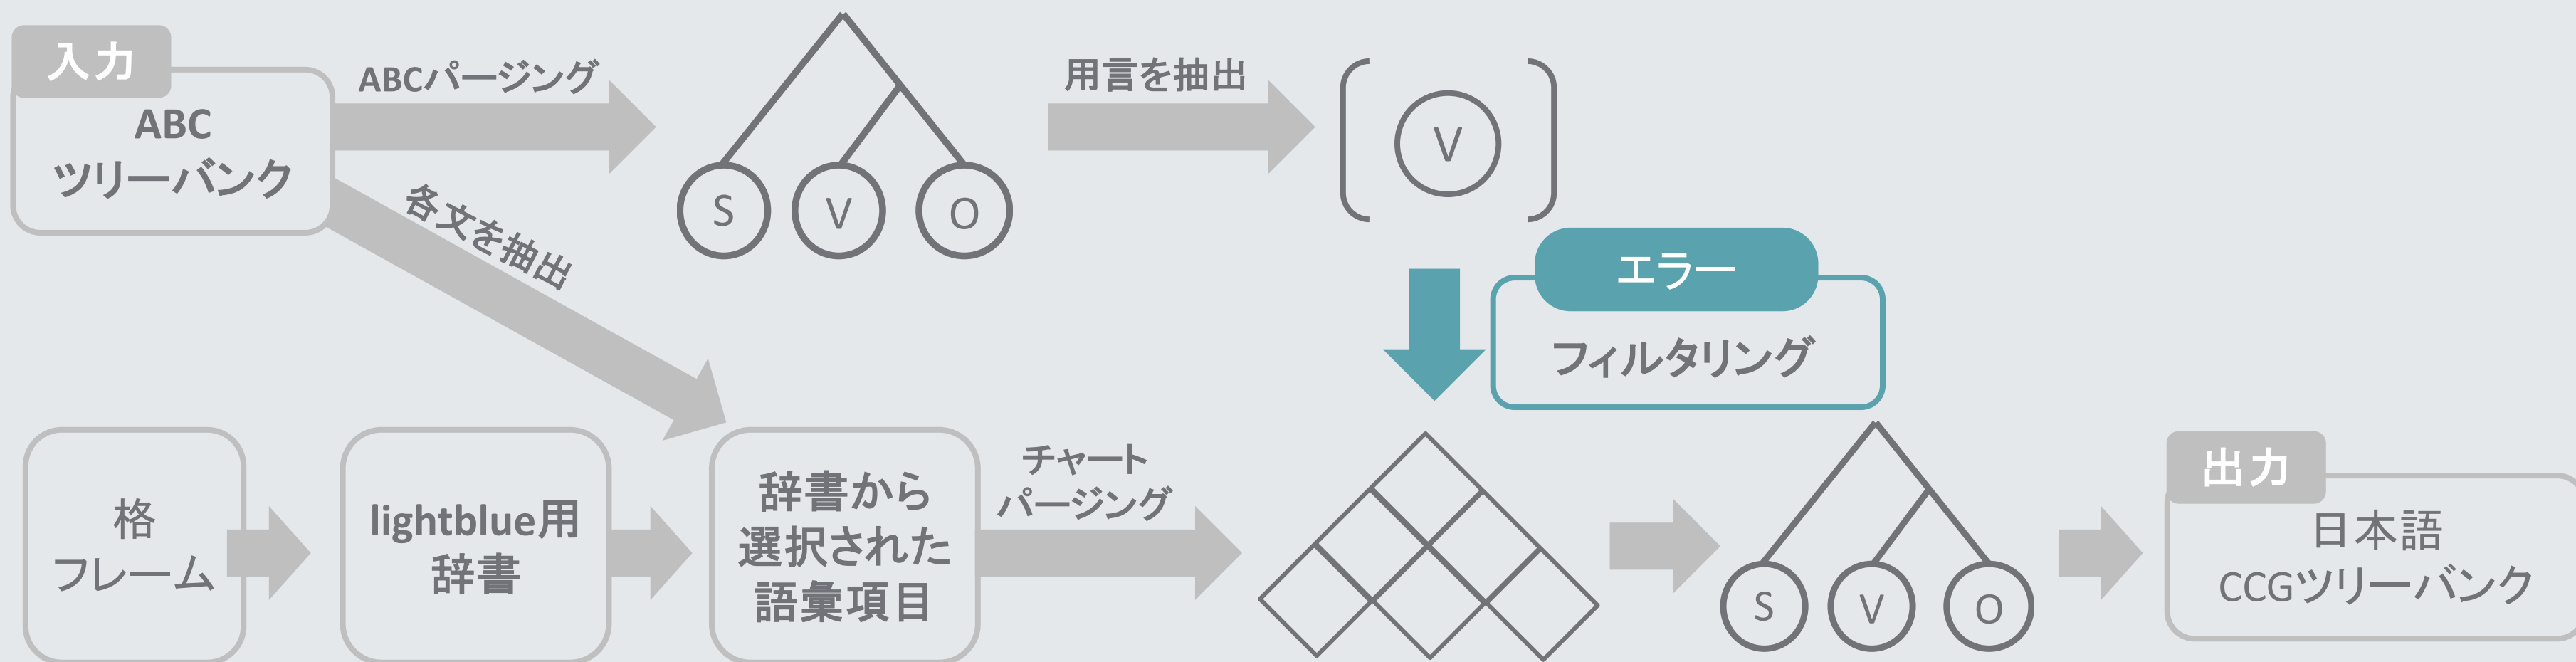 入力
ABC
ツリーバンク
ABCパージング
各文を抽出
S
V
O
用言を抽出
V
エラー
フィルタリング
格
フレーム
lightblue用
辞書
辞書から
選択された
語彙項目
チャート
パージング
S
V
O
出力
日本語
CCGツリーバンク